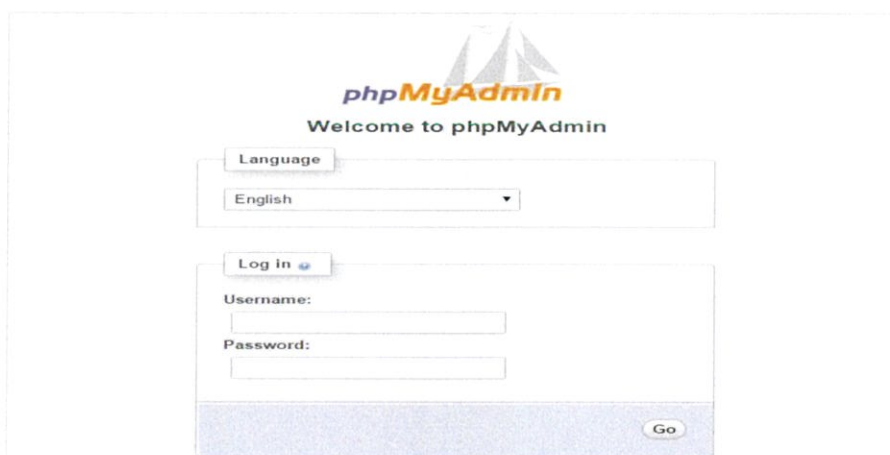 phpMyAdmin
Welcome to phpMyAdmin
Language
English
Log in
Username:
Password:
Go